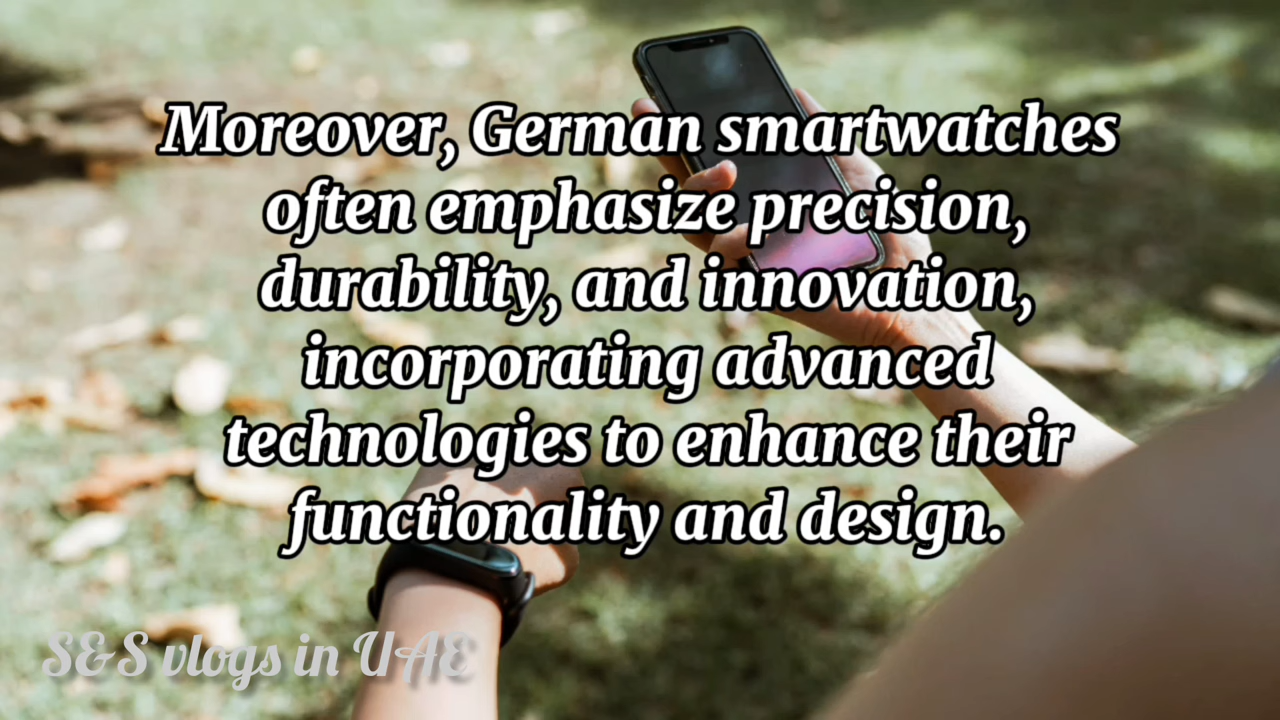 Moreover, German smartwatches
often emphasize precision,
durability, and innovation,
incorporating advanced
technologies to enhance their
functionality and design.
S&S vlogs in UAE